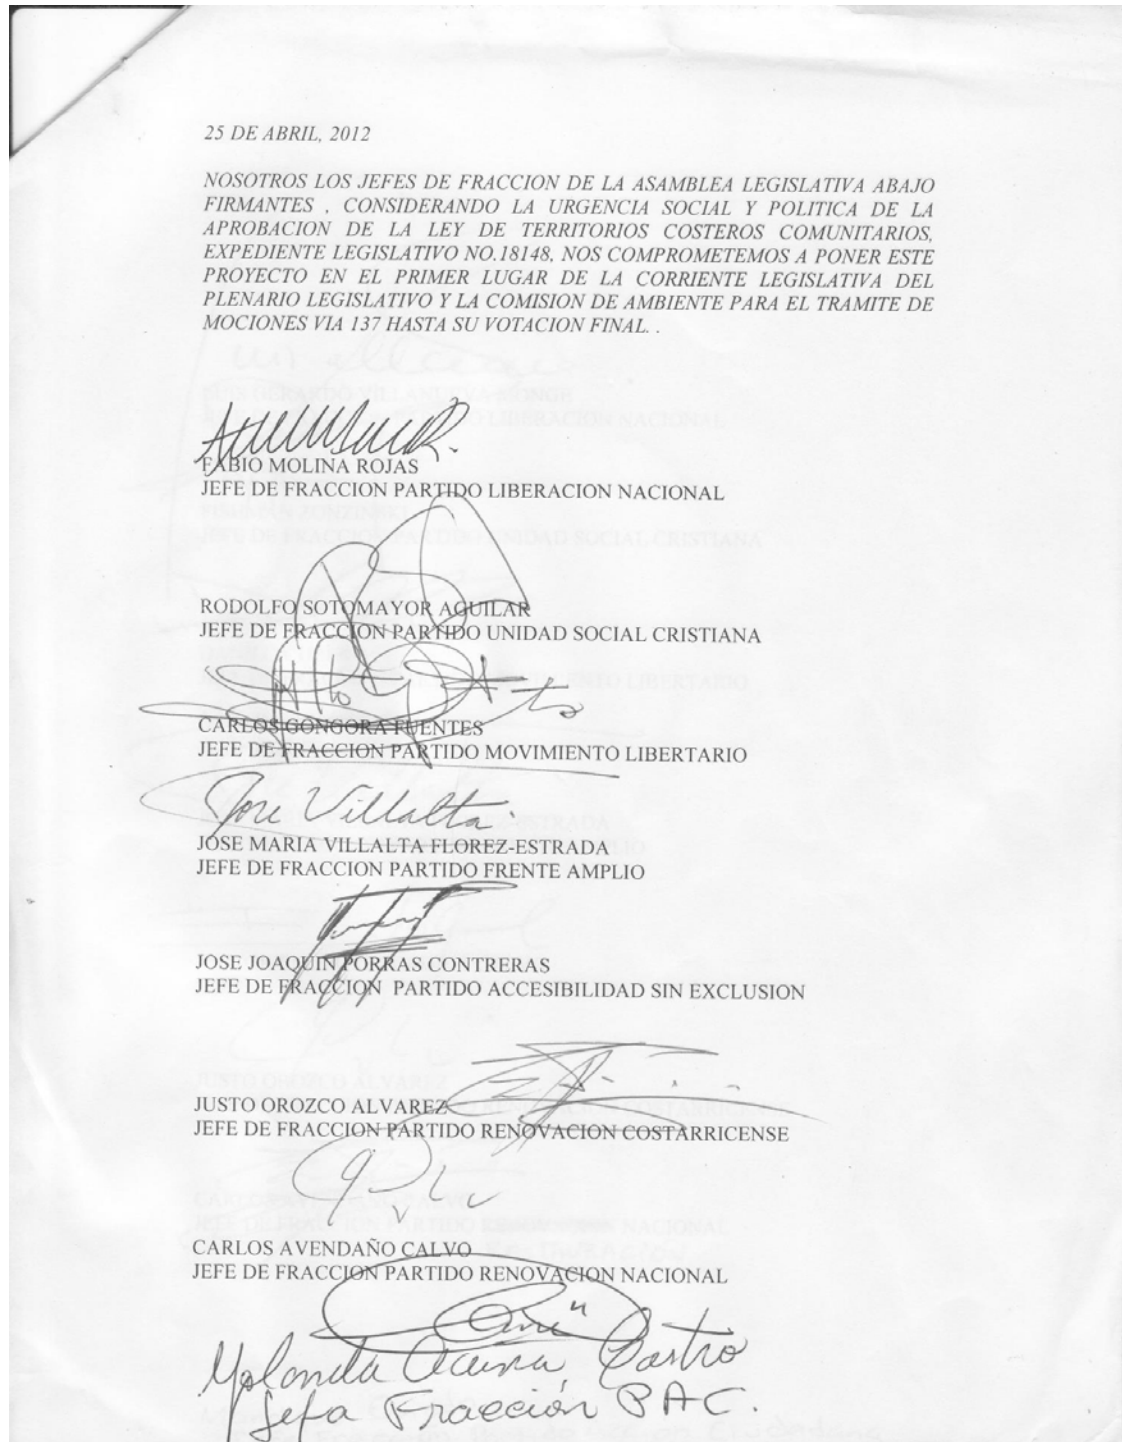 25 DE ABRIL, 2012
NOSOTROS LOS JEFES DE FRACCION DE LA ASAMBLEA LEGISLATIVA ABAJO
FIRMANTES , CONSIDERANDO LA URGENCIA SOCIAL Y POLITICA DE LA
APROBACION DE LA LEY DE TERRITORIOS COSTEROS COMUNITARIOS,
EXPEDIENTE LEGISLATIVO NO.18148, NOS COMPROMETEMOS A PONER ESTE
PROYECTO EN EL PRIMER LUGAR DE LA CORRIENTE LEGISLATIVA DEL
PLENARIO LEGISLATIVO Y LA COMISION DE AMBIENTE PARA EL TRAMITE DE
MOCIONES VIA 137 HASTA SU VOTACION FINAL. .
FABIO MOLINA ROJAS
JEFE DE FRACCION PARTIDO LIBERACION NACIONAL
RODOLFO SOTOMAYOR AGUILAR
JEFE DE FRACCION PARTIDO UNIDAD SOCIAL CRISTIANA
CARLOS GONGORA FUENTES
JEFE DE FRACCION PARTIDO MOVIMIENTO LIBERTARIO
Jose Villalta.
JOSE MARIA VILLALTA FLOREZ-ESTRADA
JEFE DE FRACCION PARTIDO FRENTE AMPLIO
JOSE JOAQUIN PORRAS CONTRERAS
JEFE DE FRACCION PARTIDO ACCESIBILIDAD SIN EXCLUSION
JUSTO OROZCO ALVAREZ
JEFE DE FRACCION PARTIDO RENOVACION COSTARRICENSE
CARLOS AVENDAÑO CALVO
JEFE DE FRACCION PARTIDO RENOVACION NACIONAL
Yolanda Acuña Castro
Jefa Fracción PAC.